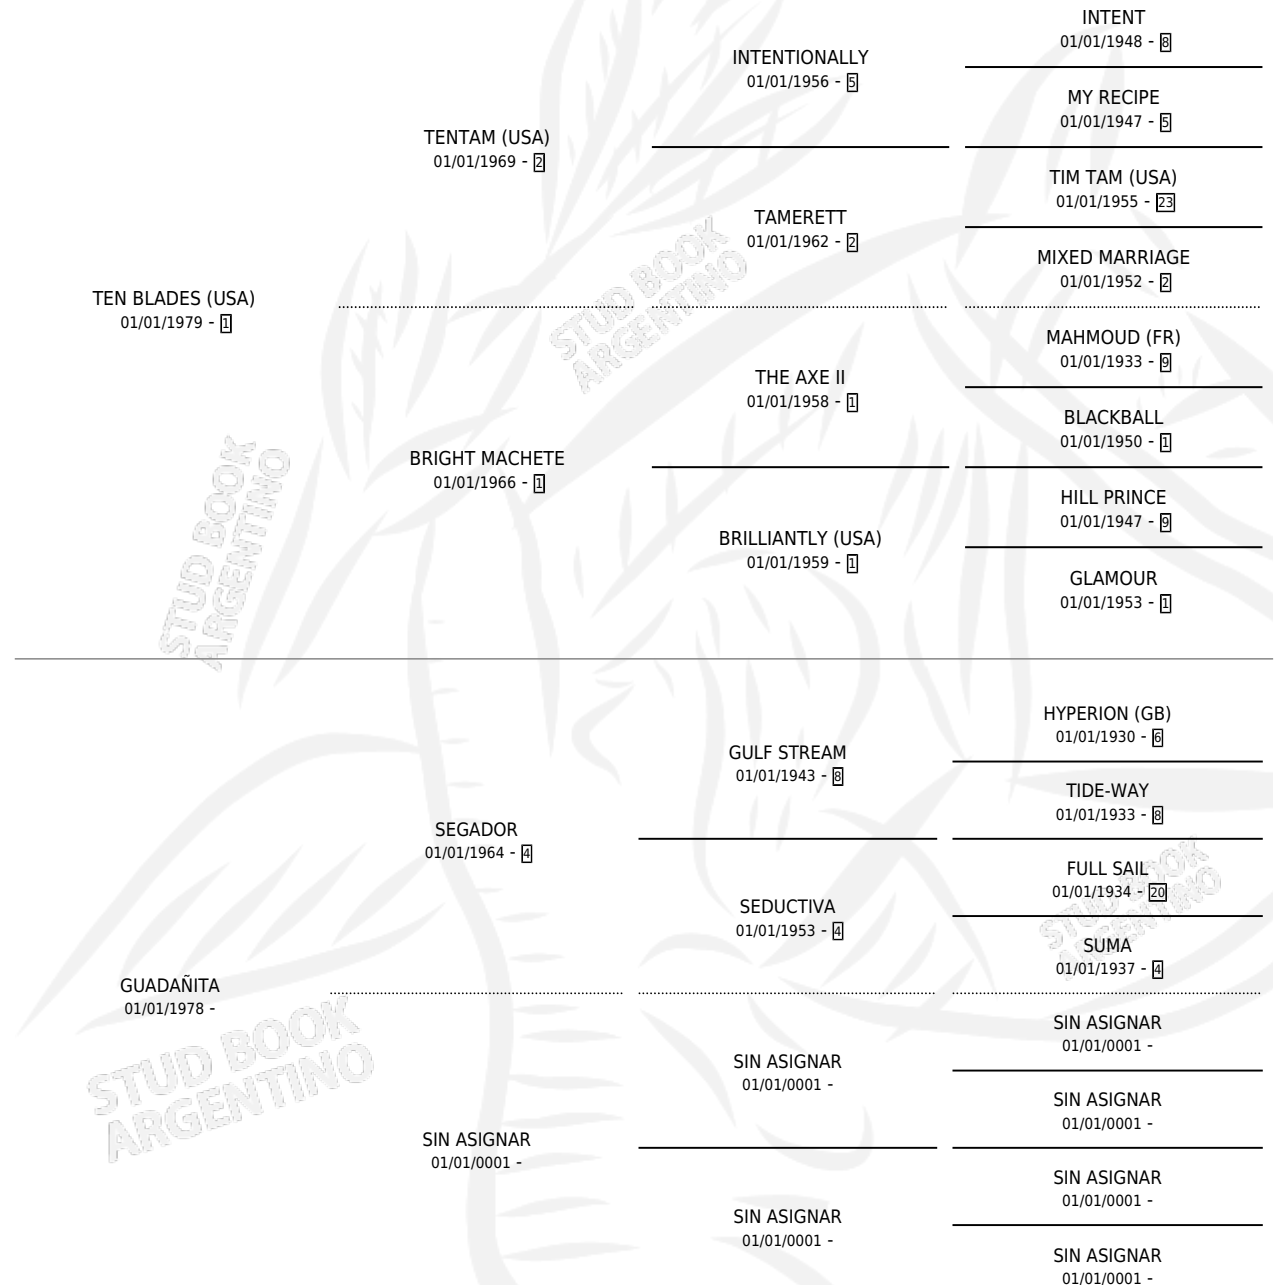 INTENT
01/01/1948 - 8
INTENTIONALLY
01/01/1956 - 5
MY RECIPE
01/01/1947 - 5
TENTAM (USA)
01/01/1969 - 2
TIM TAM (USA)
01/01/1955 - 23
TAMERETT
01/01/1962 - 2
MIXED MARRIAGE
01/01/1952 - 2
TEN BLADES (USA)
01/01/1979 - 1
MAHMOUD (FR)
01/01/1933 - 9
THE AXE II
01/01/1958 - 1
BLACKBALL
01/01/1950 - 1
BRIGHT MACHETE
01/01/1966 - 1
HILL PRINCE
01/01/1947 - 9
BRILLIANTLY (USA)
01/01/1959 - 1
GLAMOUR
01/01/1953 - 1
HYPERION (GB)
01/01/1930 - 6
GULF STREAM
01/01/1943 - 8
TIDE-WAY
01/01/1933 - 8
SEGADOR
01/01/1964 - 4
FULL SAIL
01/01/1934 - 20
SEDUCTIVA
01/01/1953 - 4
SUMA
01/01/1937 - 4
GUADAÑITA
01/01/1978 -
SIN ASIGNAR
01/01/0001 -
SIN ASIGNAR
01/01/0001 -
SIN ASIGNAR
01/01/0001 -
SIN ASIGNAR
01/01/0001 -
SIN ASIGNAR
01/01/0001 -
SIN ASIGNAR
01/01/0001 -
SIN ASIGNAR
01/01/0001 -
STUD BOOK
ARGENTINO
STUD BOOK
ARGENTINO
STUD BOOK
ARGENTINO
STUD BOOK
ARGENTINO